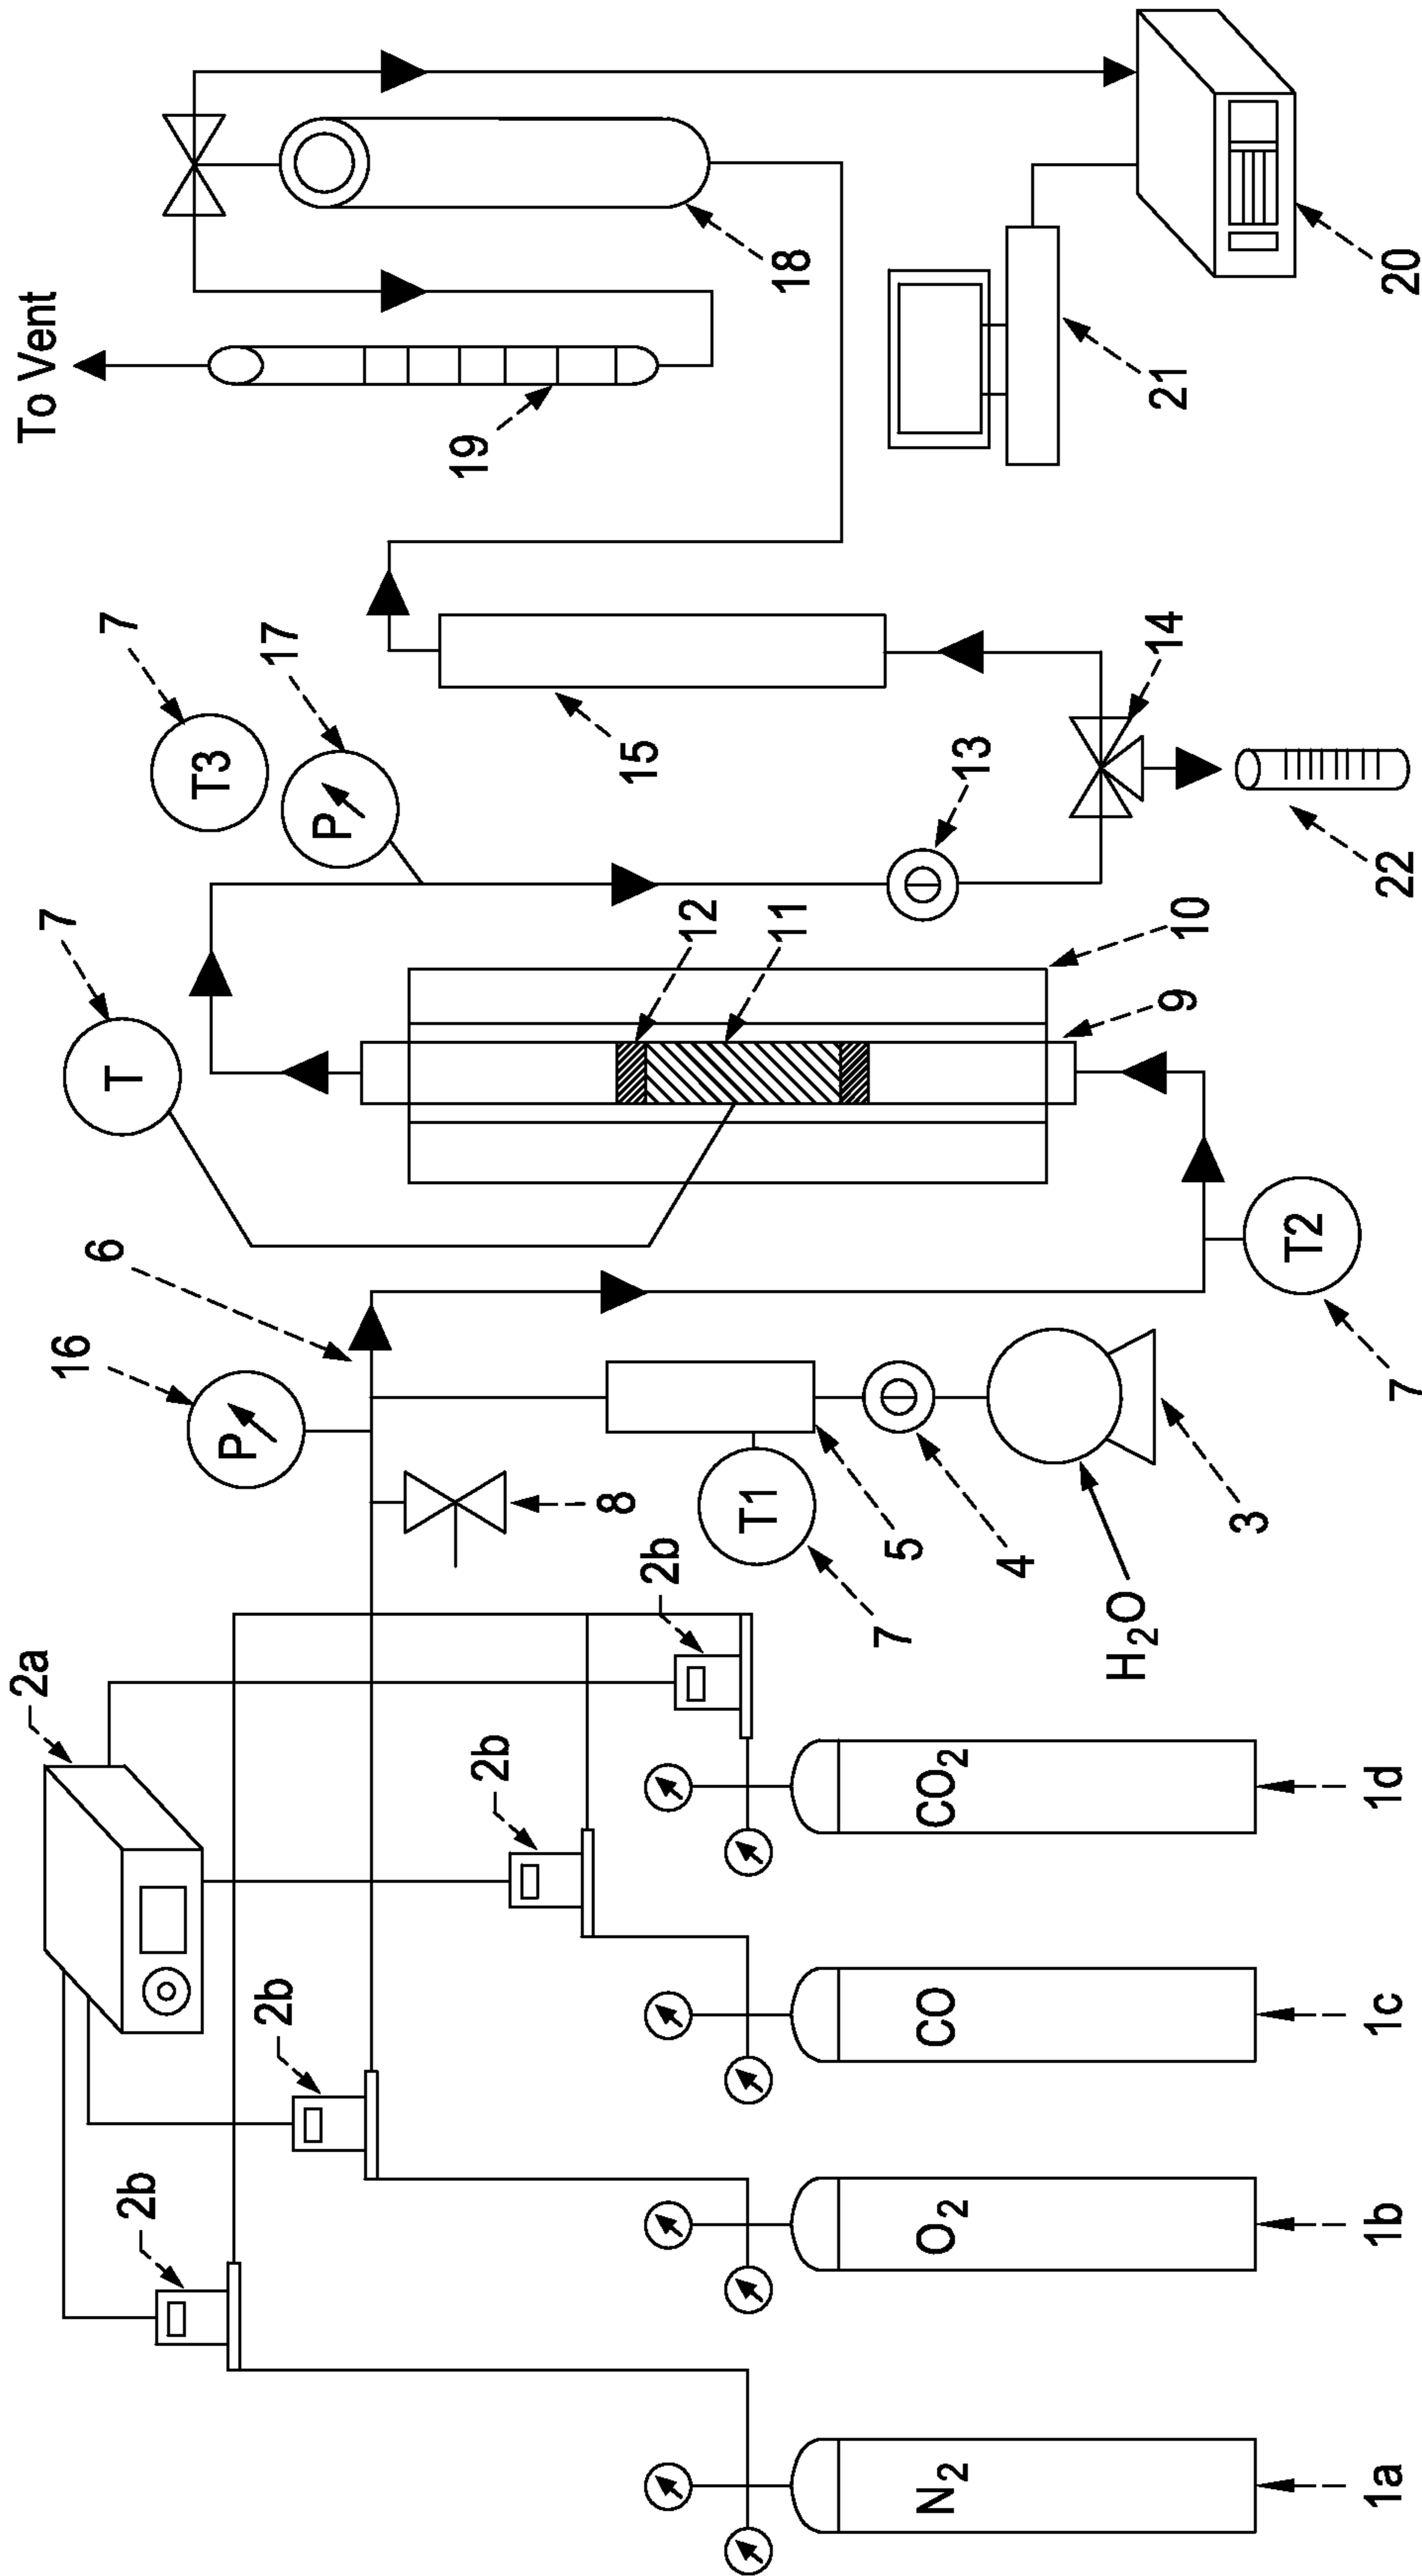 To Vent
2a
2b
2b
2b
2b
16
P
6
7
T
7
T3
17
P
8
T1
7
5
4
3
H₂O
12
11
10
9
T2
7
13
14
15
22
18
19
21
20
N₂
O₂
CO
CO₂
1a
1b
1c
1d